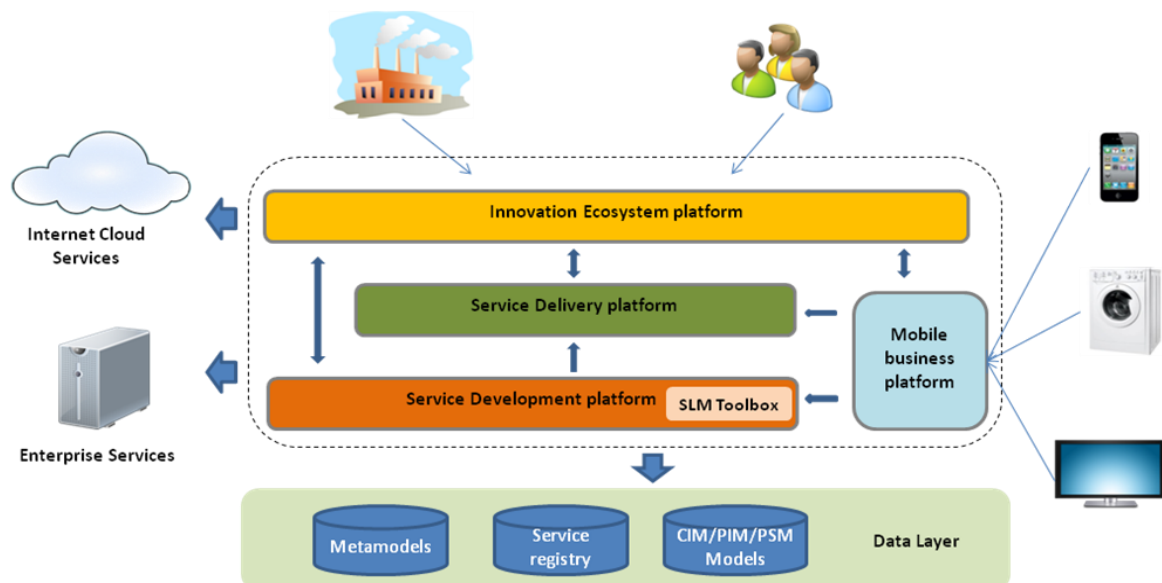 Innovation Ecosystem platform
Internet Cloud
Services
Service Delivery platform
Mobile
business
platform
Service Development platform
SLM Toolbox
Enterprise Services
Metamodels
Service
registry
CIM/PIM/PSM
Models
Data Layer